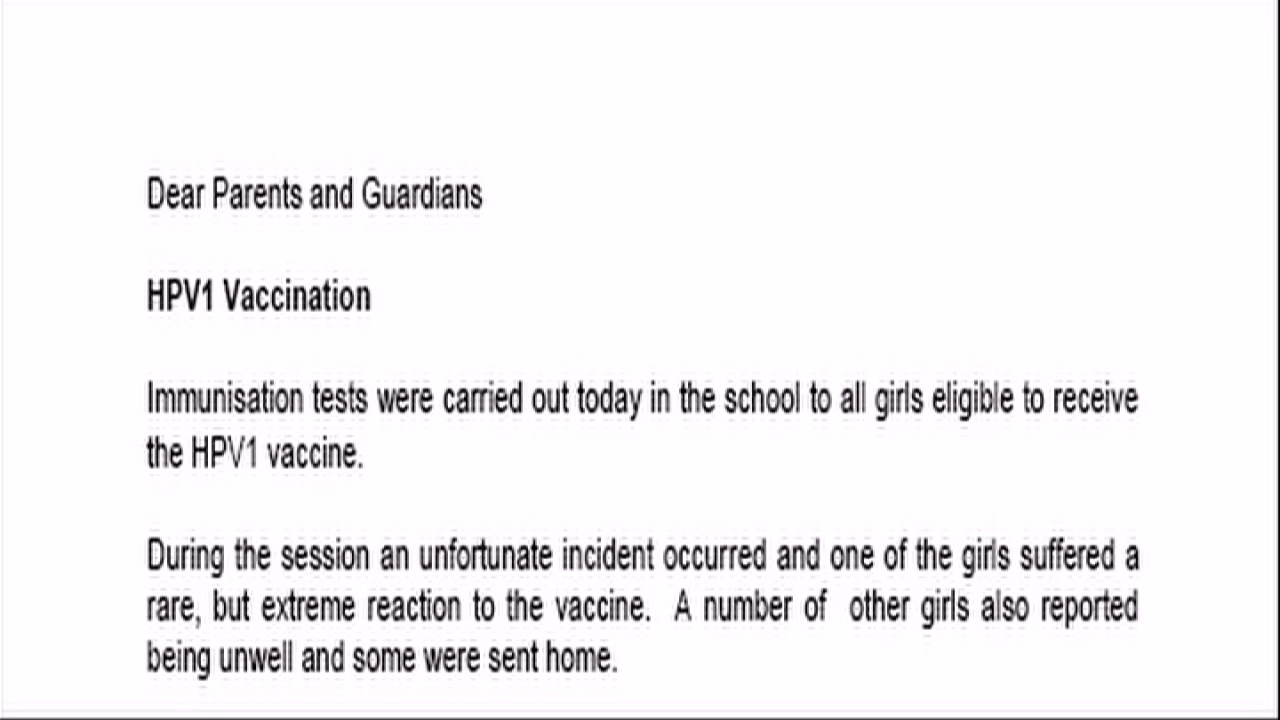 Dear Parents and Guardians
HPV1 Vaccination
Immunisation tests were carried out today in the school to all girls eligible to receive
the HPV1 vaccine.
During the session an unfortunate incident occurred and one of the girls suffered a
rare, but extreme reaction to the vaccine. A number of other girls also reported
being unwell and some were sent home.